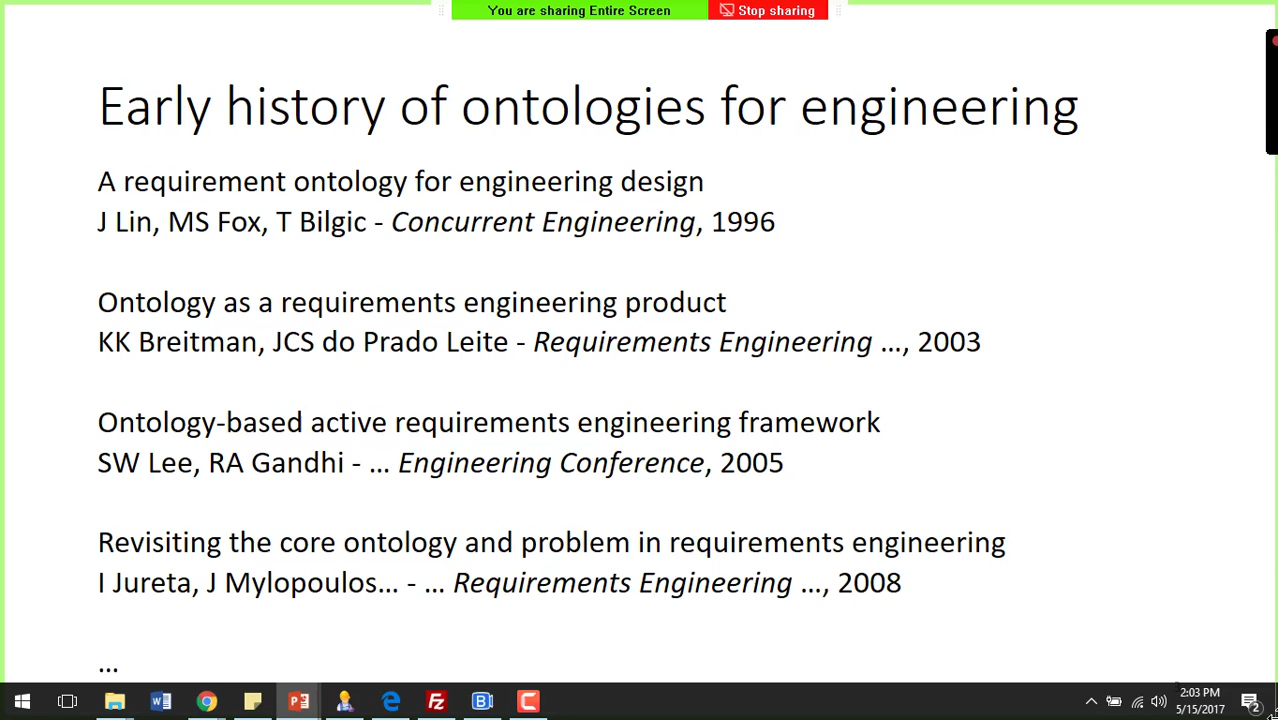 You are sharing Entire Screen
Stop sharing
Early history of ontologies for engineering
A requirement ontology for engineering design
J Lin, MS Fox, T Bilgic - Concurrent Engineering, 1996
Ontology as a requirements engineering product
KK Breitman, JCS do Prado Leite - Requirements Engineering …, 2003
Ontology-based active requirements engineering framework
SW Lee, RA Gandhi - … Engineering Conference, 2005
Revisiting the core ontology and problem in requirements engineering
I Jureta, J Mylopoulos… - … Requirements Engineering …, 2008
…
2:03 PM
5/15/2017
2